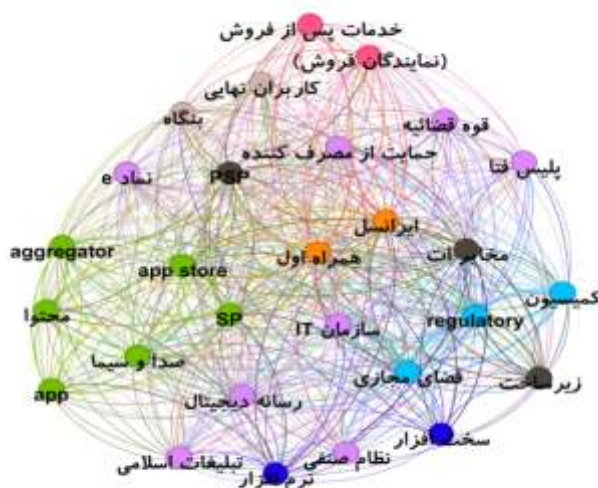 خدمات پس از فروش
(نمایندگان فروش)
کاربران نهایی
بنگاه
قوه قضائیه
حمایت از مصرف کننده
پلیس فتا
نماد e
PSP
ایرانسل
aggregator
همراه اول
مخابرات
app store
کمیسیون
محتوا
SP
سازمان IT
regulatory
صدا و سیما
فضای مجازی
زیرساخت
app
رسانه دیجیتال
سخت افزار
تبلیغات اسلامی
نظام صنفی
نرم افزار